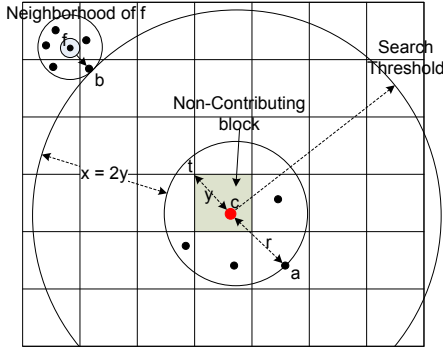 Neighborhood of f
f
b
Search
Threshold
Non-Contributing
block
x = 2y
t
y
c
r
a